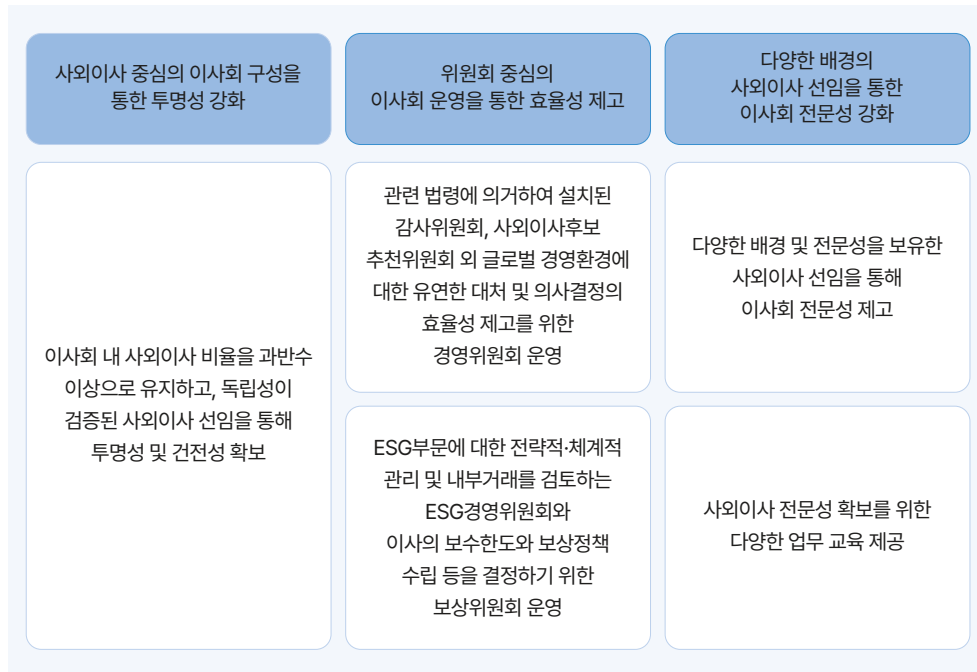 사외이사 중심의 이사회 구성을
통한 투명성 강화
위원회 중심의
이사회 운영을 통한 효율성 제고
다양한 배경의
사외이사 선임을 통한
이사회 전문성 강화
이사회 내 사외이사 비율을 과반수
이상으로 유지하고, 독립성이
검증된 사외이사 선임을 통해
투명성 및 건전성 확보
관련 법령에 의거하여 설치된
감사위원회, 사외이사후보
추천위원회 외 글로벌 경영환경에
대한 유연한 대처 및 의사결정의
효율성 제고를 위한
경영위원회 운영
ESG부문에 대한 전략적·체계적
관리 및 내부거래를 검토하는
ESG경영위원회와
이사의 보수한도와 보상정책
수립 등을 결정하기 위한
보상위원회 운영
다양한 배경 및 전문성을 보유한
사외이사 선임을 통해
이사회 전문성 제고
사외이사 전문성 확보를 위한
다양한 업무 교육 제공